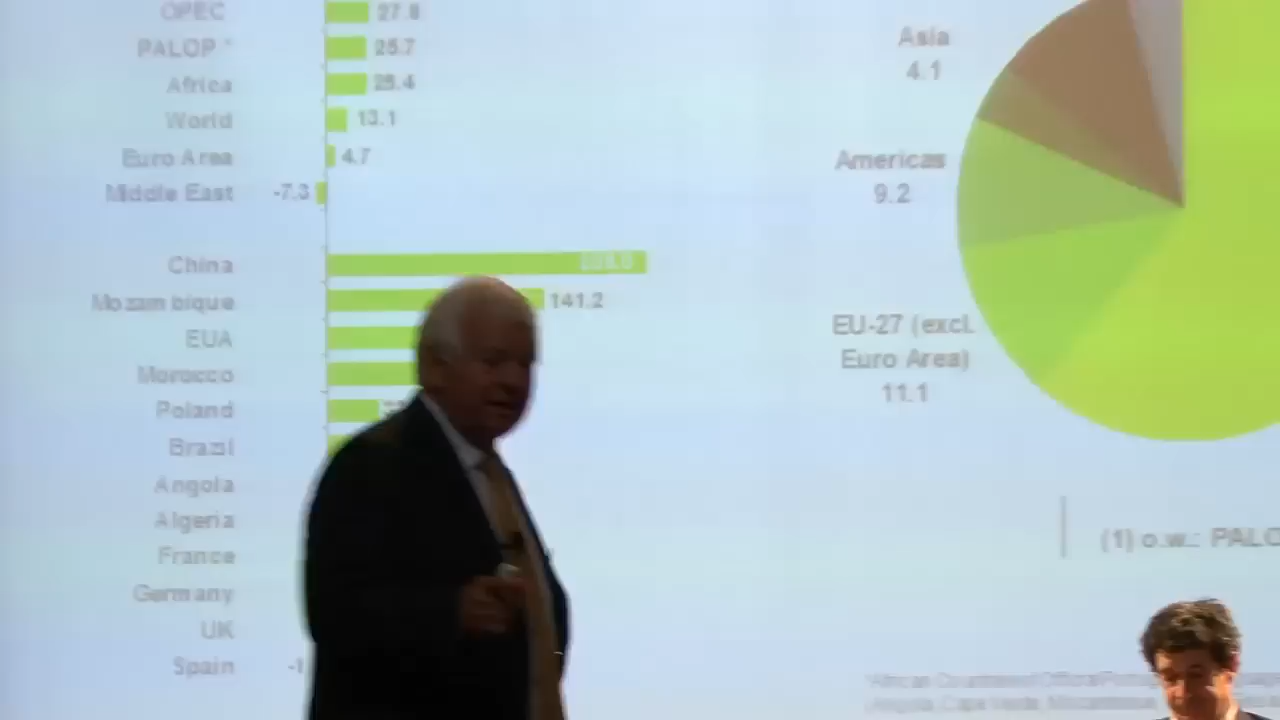 OPEC 27.8
PALOP * 25.7
Africa 25.4
World 13.1
Euro Area 4.7
Middle East -7.3
China
Mozambique 141.2
EUA
Morocco
Poland
Brazil
Angola
Algeria
France
Germany
UK
Spain -1
Asia
4.1
Americas
9.2
EU-27 (excl.
Euro Area)
11.1
(1) o.w.: PALO